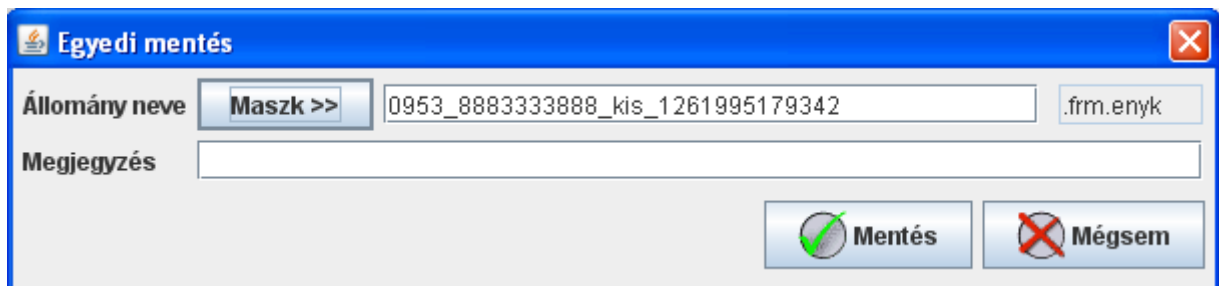 Egyedi mentés
Állomány neve Maszk >> 0953_8883333888_kis_1261995179342 .frm.enyk
Megjegyzés
Mentés Mégsem